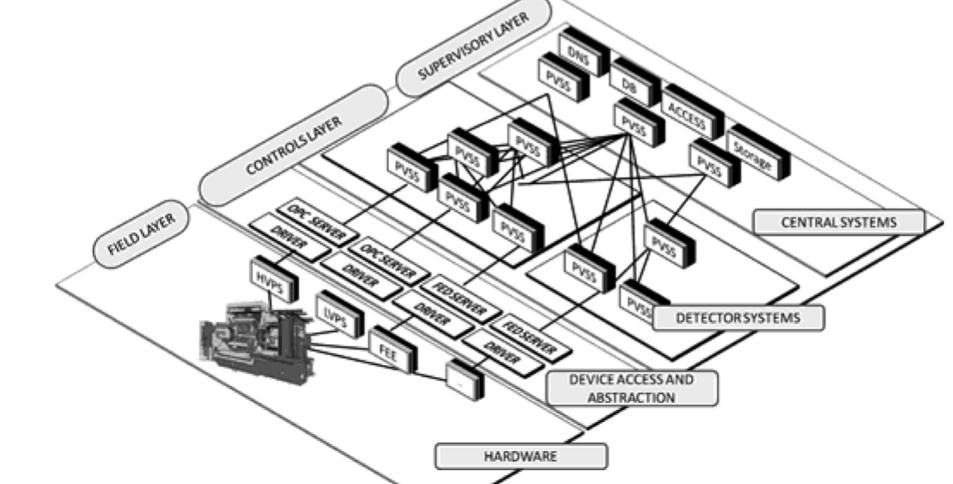 SUPERVISORY LAYER
DNS
DB
ACCESS
Storage
PVSS
PVSS
PVSS
CENTRAL SYSTEMS
CONTROLS LAYER
PVSS
PVSS
PVSS
PVSS
PVSS
PVSS
PVSS
PVSS
DETECTOR SYSTEMS
OPC SERVER
DRIVER
OPC SERVER
DRIVER
FED SERVER
DRIVER
FED SERVER
DRIVER
DEVICE ACCESS AND
ABSTRACTION
FIELD LAYER
HVPS
LVPS
FEE
...
HARDWARE